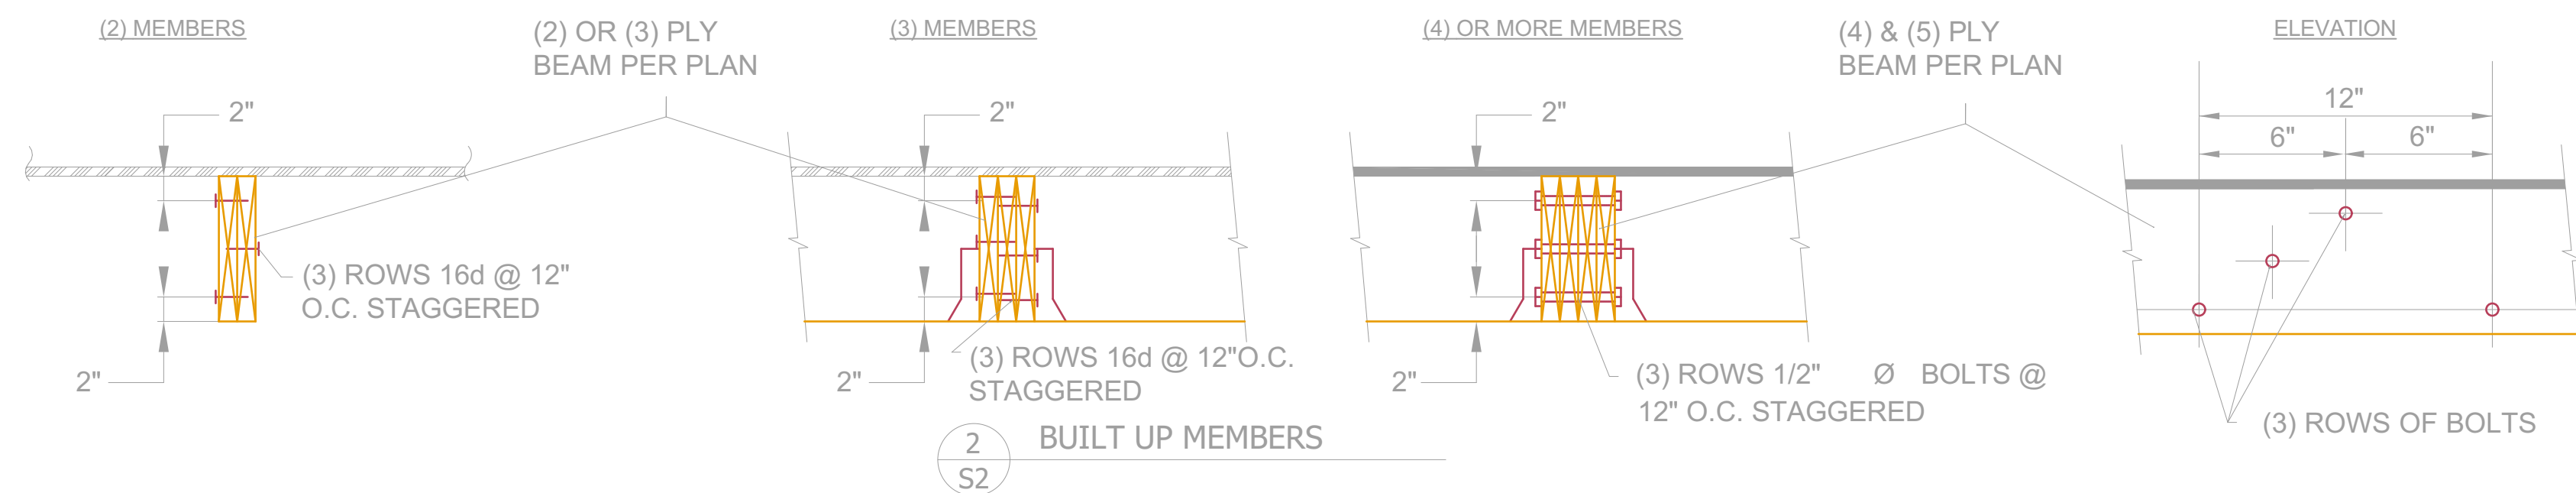 (2) MEMBERS
(2) OR (3) PLY
BEAM PER PLAN
(3) MEMBERS
(4) OR MORE MEMBERS
(4) & (5) PLY
BEAM PER PLAN
ELEVATION
2"
2"
2"
12"
6"
6"
(3) ROWS 16d @ 12"
O.C. STAGGERED
2"
2"
(3) ROWS 16d @ 12"O.C.
STAGGERED
2"
(3) ROWS 1/2" Ø BOLTS @
12" O.C. STAGGERED
(3) ROWS OF BOLTS
2
S2
BUILT UP MEMBERS